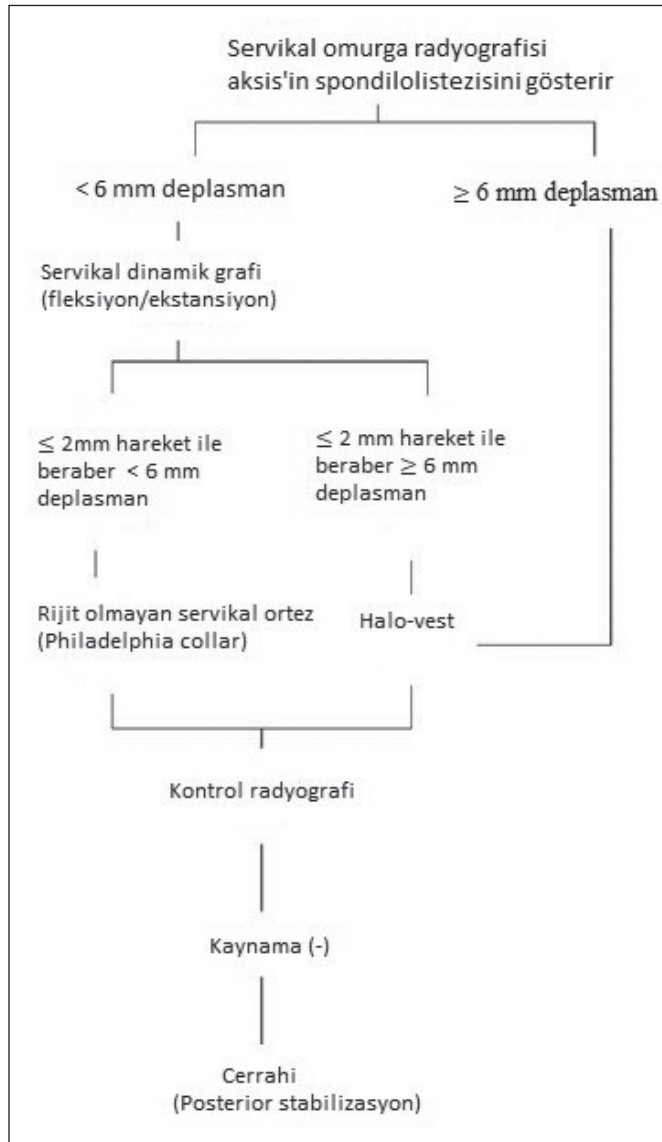 Servikal omurga radyografisi
aksis'in spondilolistezisini gösterir
< 6 mm deplasman
≥ 6 mm deplasman
Servikal dinamik grafi
(fleksiyon/ekstansiyon)
≤ 2mm hareket ile
beraber < 6 mm
deplasman
≤ 2 mm hareket ile
beraber ≥ 6 mm
deplasman
Rijit olmayan servikal ortez
(Philadelphia collar)
Halo-vest
Kontrol radyografi
Kaynama (-)
Cerrahi
(Posterior stabilizasyon)